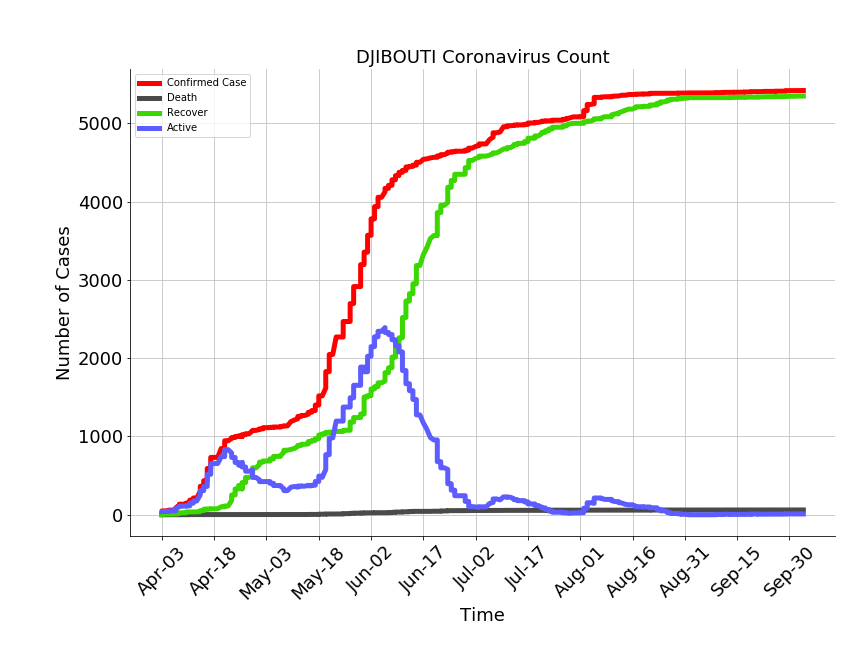 DJIBOUTI Coronavirus Count
Confirmed Case
Death
Recover
Active
Number of Cases
5000
4000
3000
2000
1000
0
Apr-03
Apr-18
May-03
May-18
Jun-02
Jun-17
Jul-02
Jul-17
Aug-01
Aug-16
Aug-31
Sep-15
Sep-30
Time